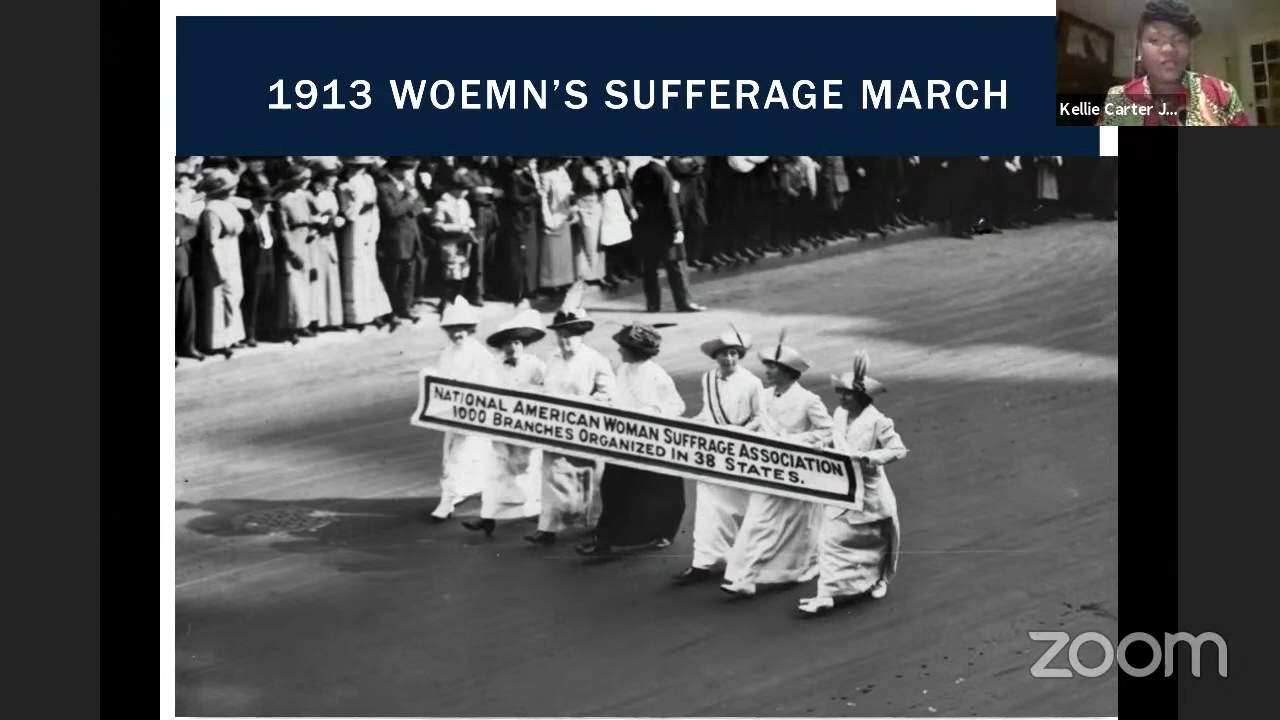 1913 WOEMN'S SUFFERAGE MARCH
Kellie Carter J...
NATIONAL AMERICAN WOMAN SUFFRAGE ASSOCIATION
1000 BRANCHES ORGANIZED IN 38 STATES.
zoom